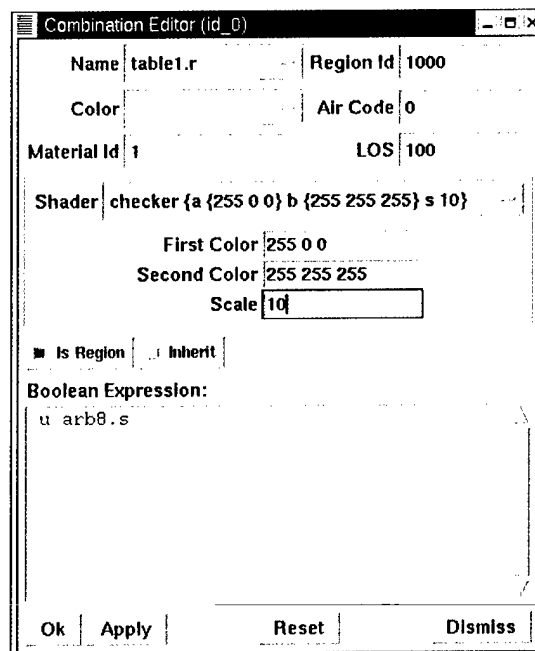 Combination Editor (id_0)
Name table1.r Region Id 1000
Color Air Code 0
Material Id 1 LOS 100
Shader checker {a {255 0 0} b {255 255 255} s 10}
First Color 255 0 0
Second Color 255 255 255
Scale 10
Is Region Inherit
Boolean Expression:
u arb8.s
Ok Apply Reset Dismiss